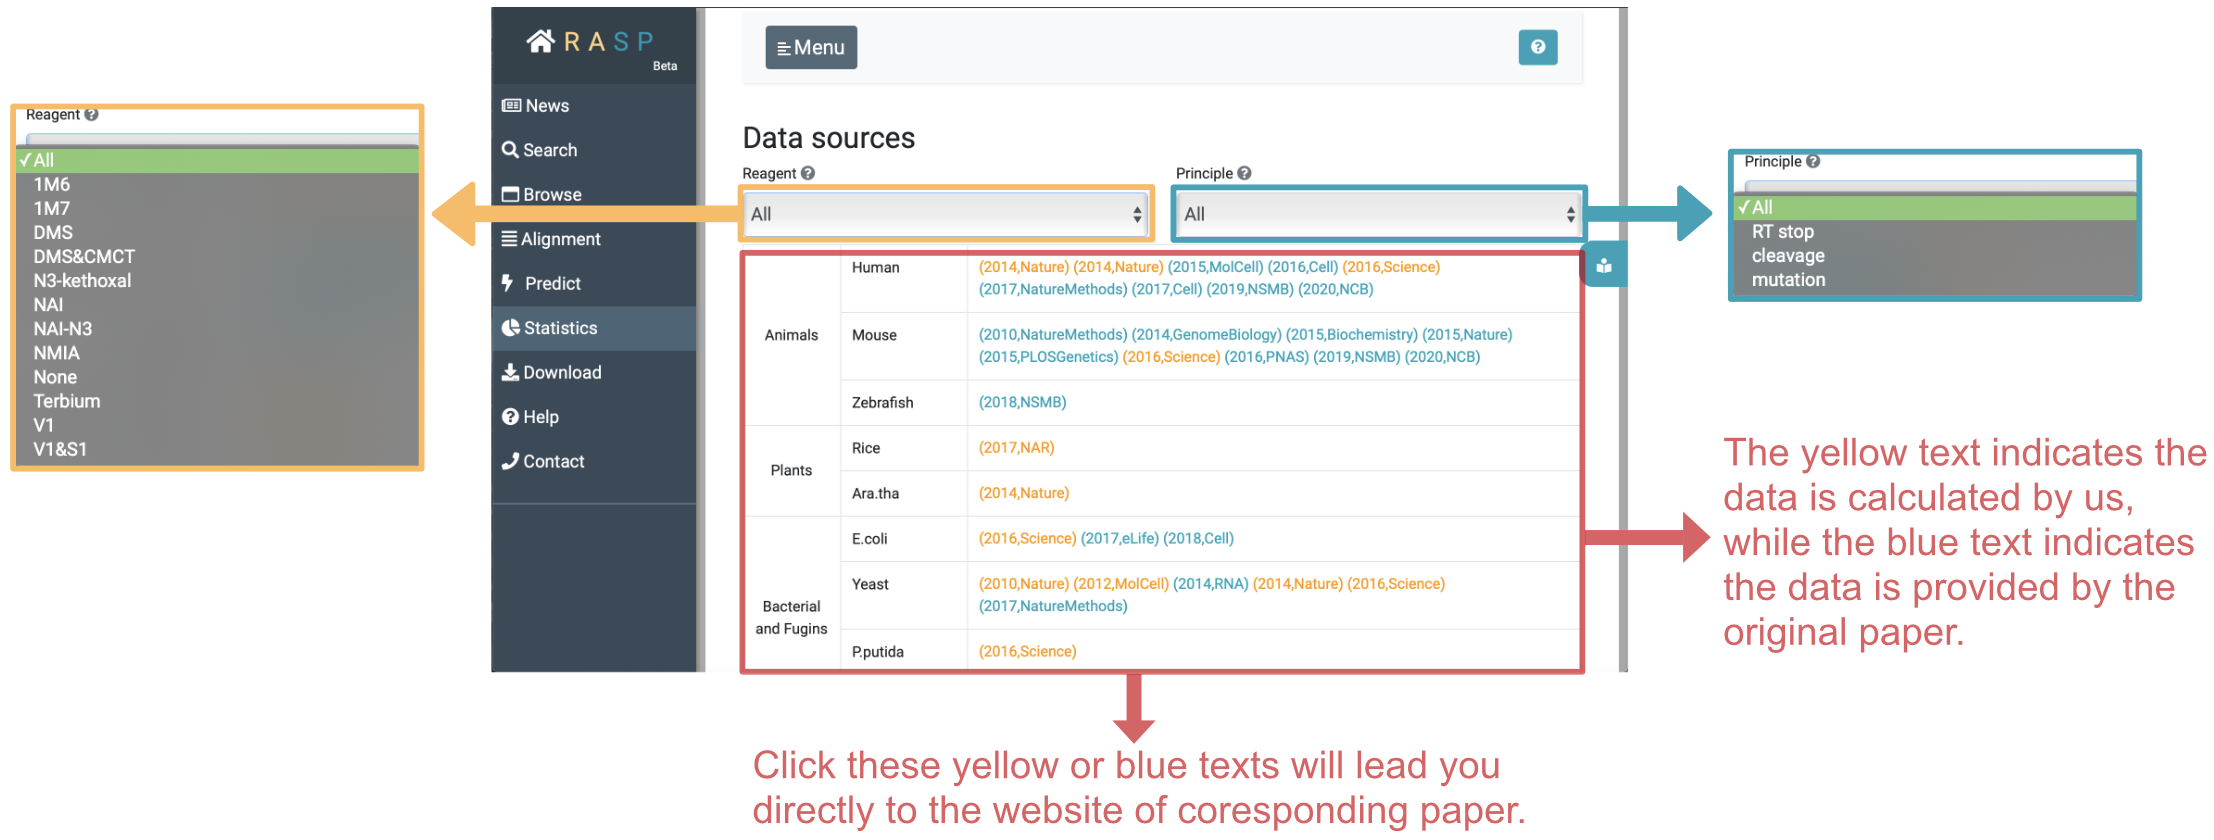 Reagent
All
1M6
1M7
DMS
DMS&CMCT
N3-kethoxal
NAI
NAI-N3
NMIA
None
Terbium
V1
V1&S1
RASP
Beta
News
Search
Browse
Alignment
Predict
Statistics
Download
Help
Contact
Menu
Data sources
Reagent
Principle
All
All
Animals
Human
(2014,Nature) (2014,Nature) (2015,MolCell) (2016,Cell) (2016,Science)
(2017,NatureMethods) (2017,Cell) (2019,NSMB) (2020,NCB)
Mouse
(2010,NatureMethods) (2014,GenomeBiology) (2015,Biochemistry) (2015,Nature)
(2015,PLOSGenetics) (2016,Science) (2016,PNAS) (2019,NSMB) (2020,NCB)
Zebrafish
(2018,NSMB)
Plants
Rice
(2017,NAR)
Ara.tha
(2014,Nature)
Bacterial
and Fugins
E.coli
(2016,Science) (2017,eLife) (2018,Cell)
Yeast
(2010,Nature) (2012,MolCell) (2014,RNA) (2014,Nature) (2016,Science)
(2017,NatureMethods)
P.putida
(2016,Science)
Principle
All
RT stop
cleavage
mutation
The yellow text indicates the
data is calculated by us,
while the blue text indicates
the data is provided by the
original paper.
Click these yellow or blue texts will lead you
directly to the website of coresponding paper.